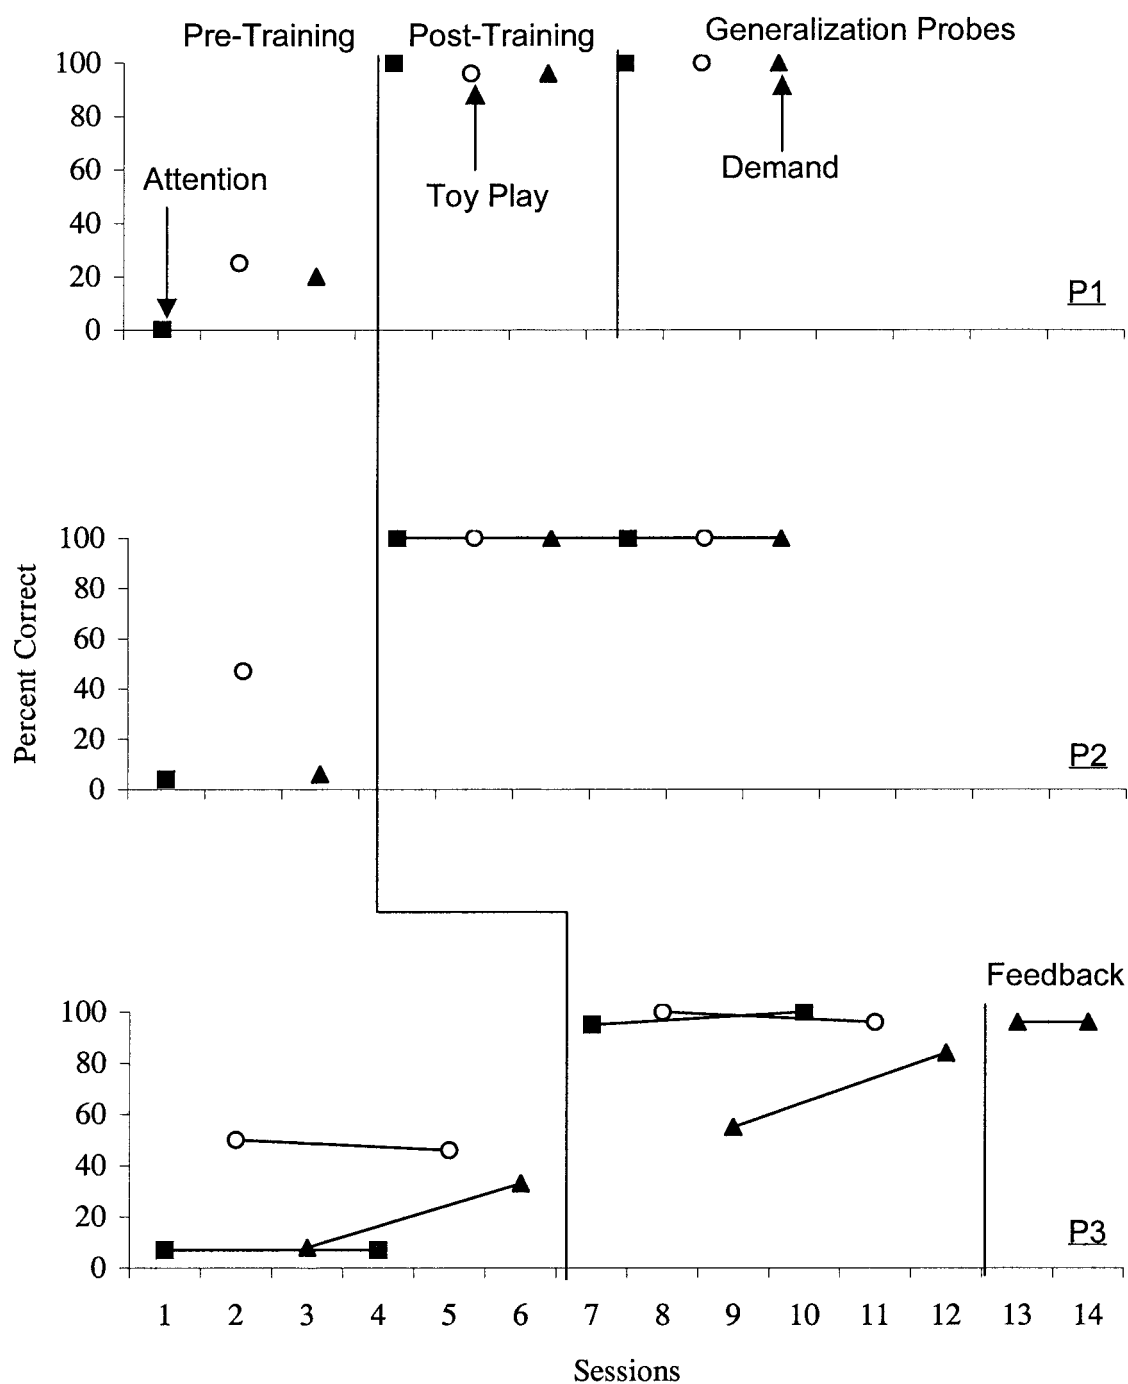 Pre-Training Post-Training Generalization Probes
100
80
60
40
20
0
Attention
Toy Play
Demand
P1
100
80
60
40
20
0
P2
Percent Correct
Feedback
100
80
60
40
20
0
P3
1 2 3 4 5 6 7 8 9 10 11 12 13 14
Sessions